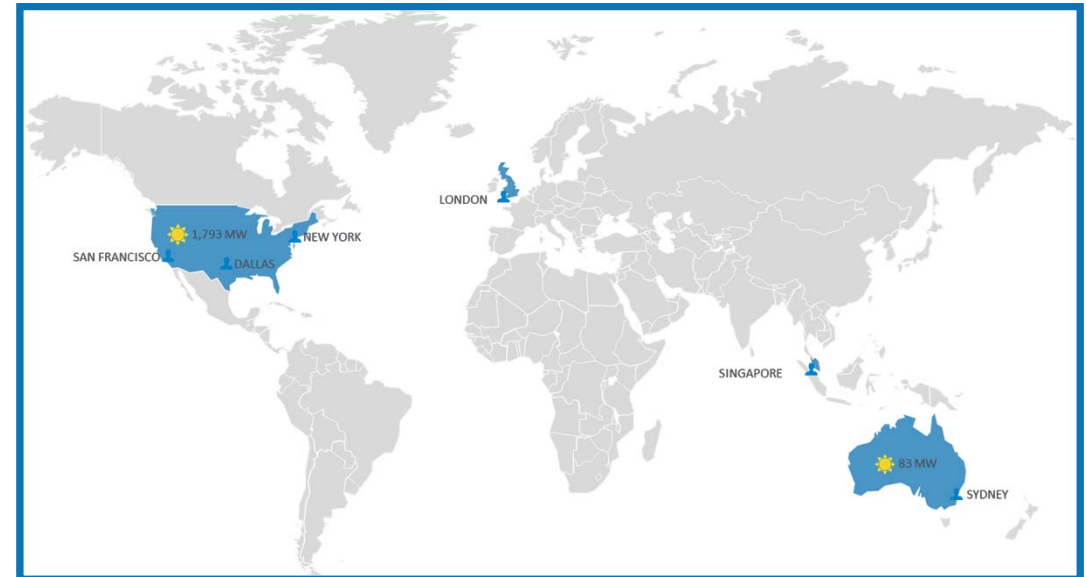 LONDON
1,793 MW
NEW YORK
SAN FRANCISCO
DALLAS
SINGAPORE
83 MW
SYDNEY